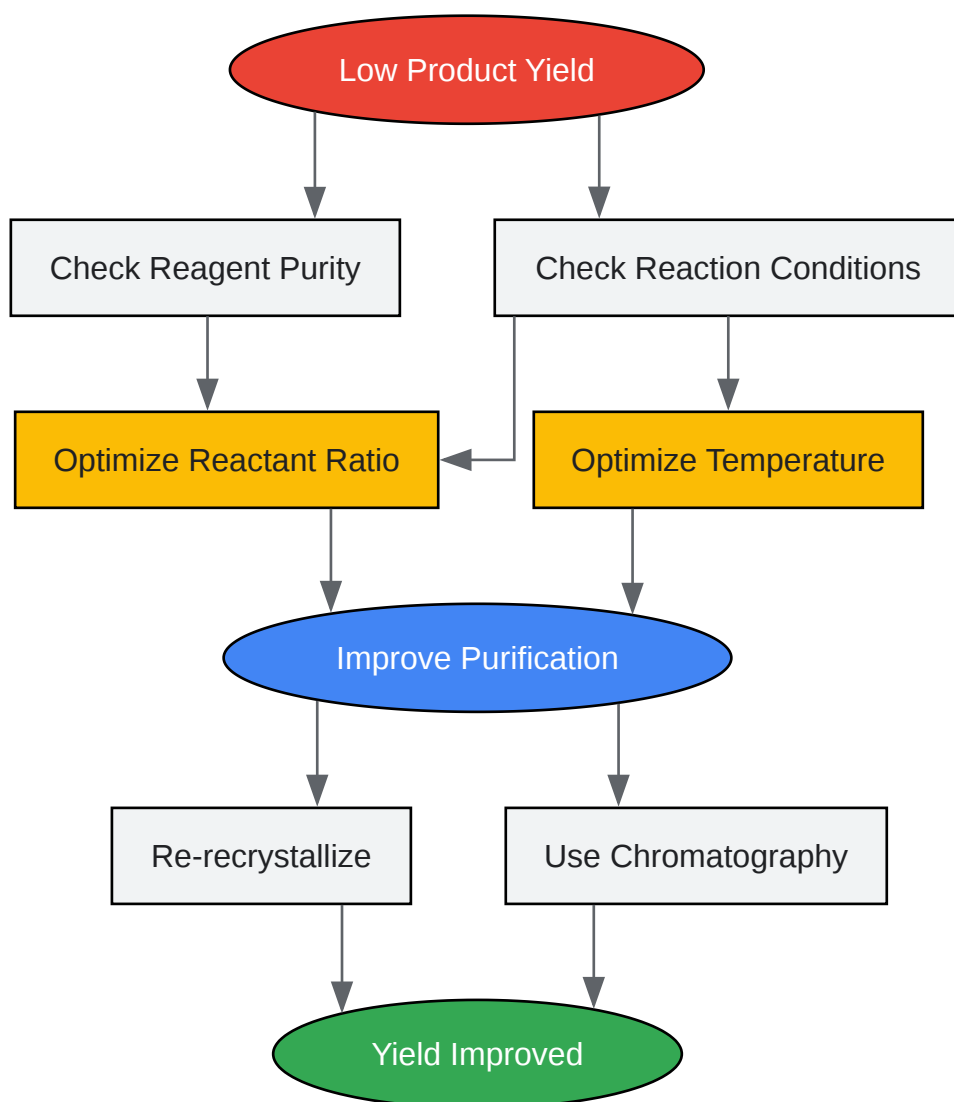 Low Product Yield
Check Reagent Purity
Check Reaction Conditions
Optimize Reactant Ratio
Optimize Temperature
Improve Purification
Re-recrystallize
Use Chromatography
Yield Improved